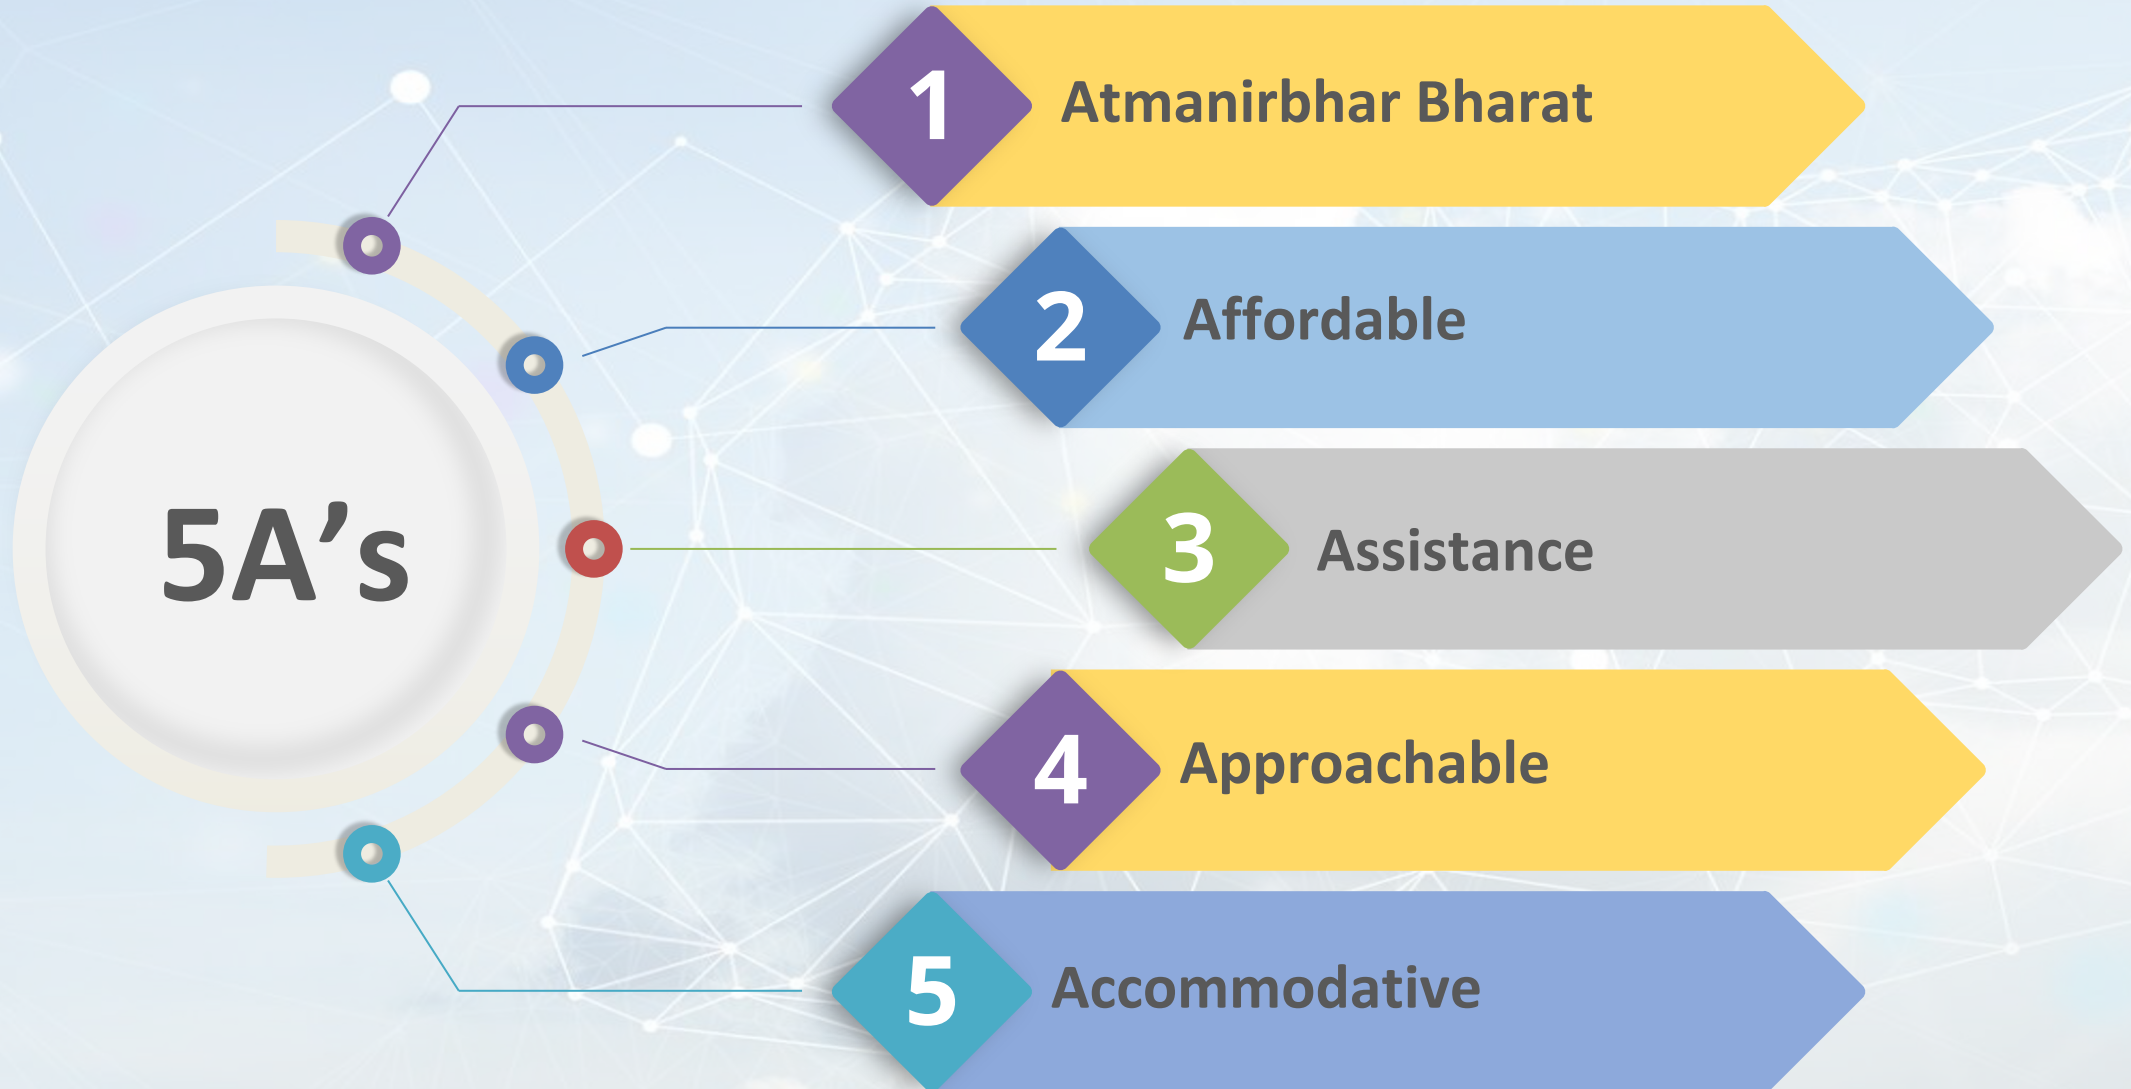 5A’s
1
Atmanirbhar Bharat
2
Affordable
3
Assistance
4
Approachable
5
Accommodative